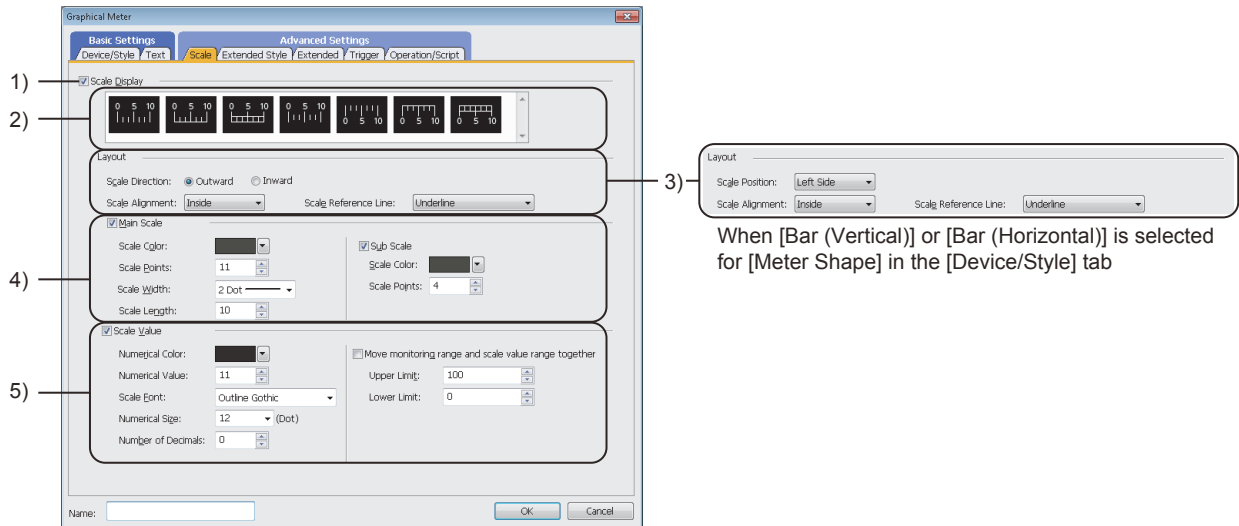 Graphical Meter
Basic Settings
Advanced Settings
Device/Style Text Scale Extended Style Extended Trigger Operation/Script
1)
Scale Display
2)
0 5 10 0 5 10 0 5 10 0 5 10 0 5 10 0 5 10 0 5 10
Layout
Scale Direction: Outward Inward
Scale Alignment: Inside Scale Reference Line: Underline
3)
Layout
Scale Position: Left Side
Scale Alignment: Inside Scale Reference Line: Underline
When [Bar (Vertical)] or [Bar (Horizontal)] is selected
for [Meter Shape] in the [Device/Style] tab
4)
Main Scale
Scale Color:
Scale Points: 11
Scale Width: 2 Dot
Scale Length: 10
Sub Scale
Scale Color:
Scale Points: 4
5)
Scale Value
Numerical Color:
Numerical Value: 11
Scale Font: Outline Gothic
Numerical Size: 12 (Dot)
Number of Decimals: 0
Move monitoring range and scale value range together
Upper Limit: 100
Lower Limit: 0
Name:
OK Cancel